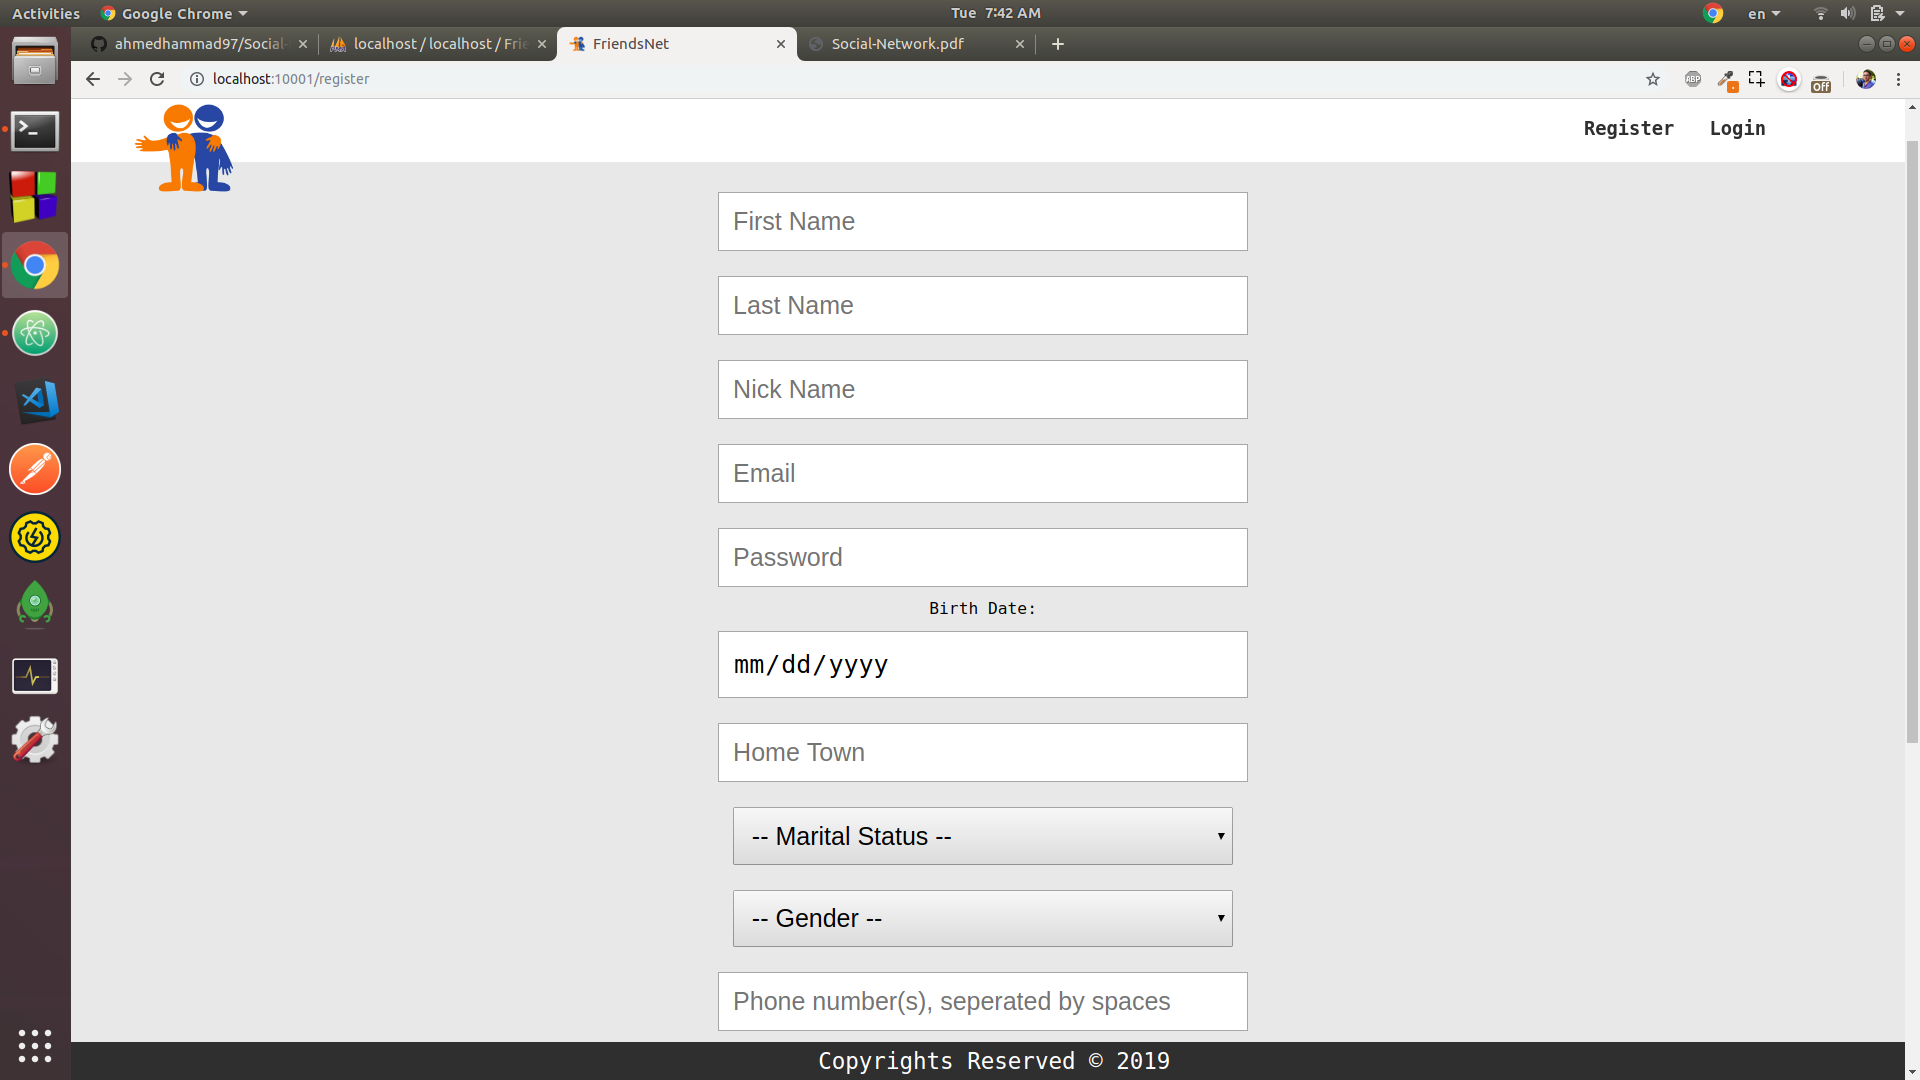 Activities Google Chrome Tue 7:42 AM en
ahmedhammad97/Social- localhost / localhost / Frie FriendsNet Social-Network.pdf
localhost:10001/register ABP Off
Register Login
First Name
Last Name
Nick Name
Email
Password
Birth Date:
mm/dd/yyyy
Home Town
-- Marital Status --
-- Gender --
Phone number(s), seperated by spaces
Copyrights Reserved © 2019